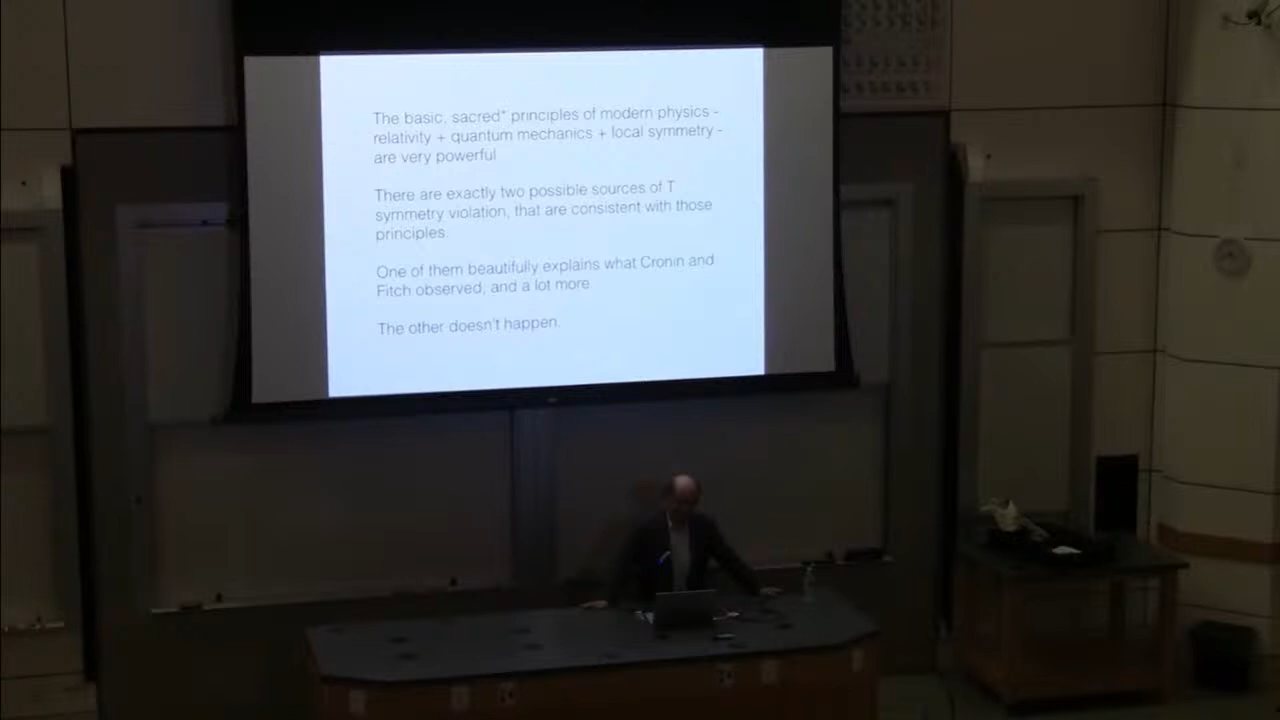 The basic, sacred* principles of modern physics -
relativity + quantum mechanics + local symmetry -
are very powerful
There are exactly two possible sources of T
symmetry violation, that are consistent with those
principles.
One of them beautifully explains what Cronin and
Fitch observed, and a lot more
The other doesn't happen.